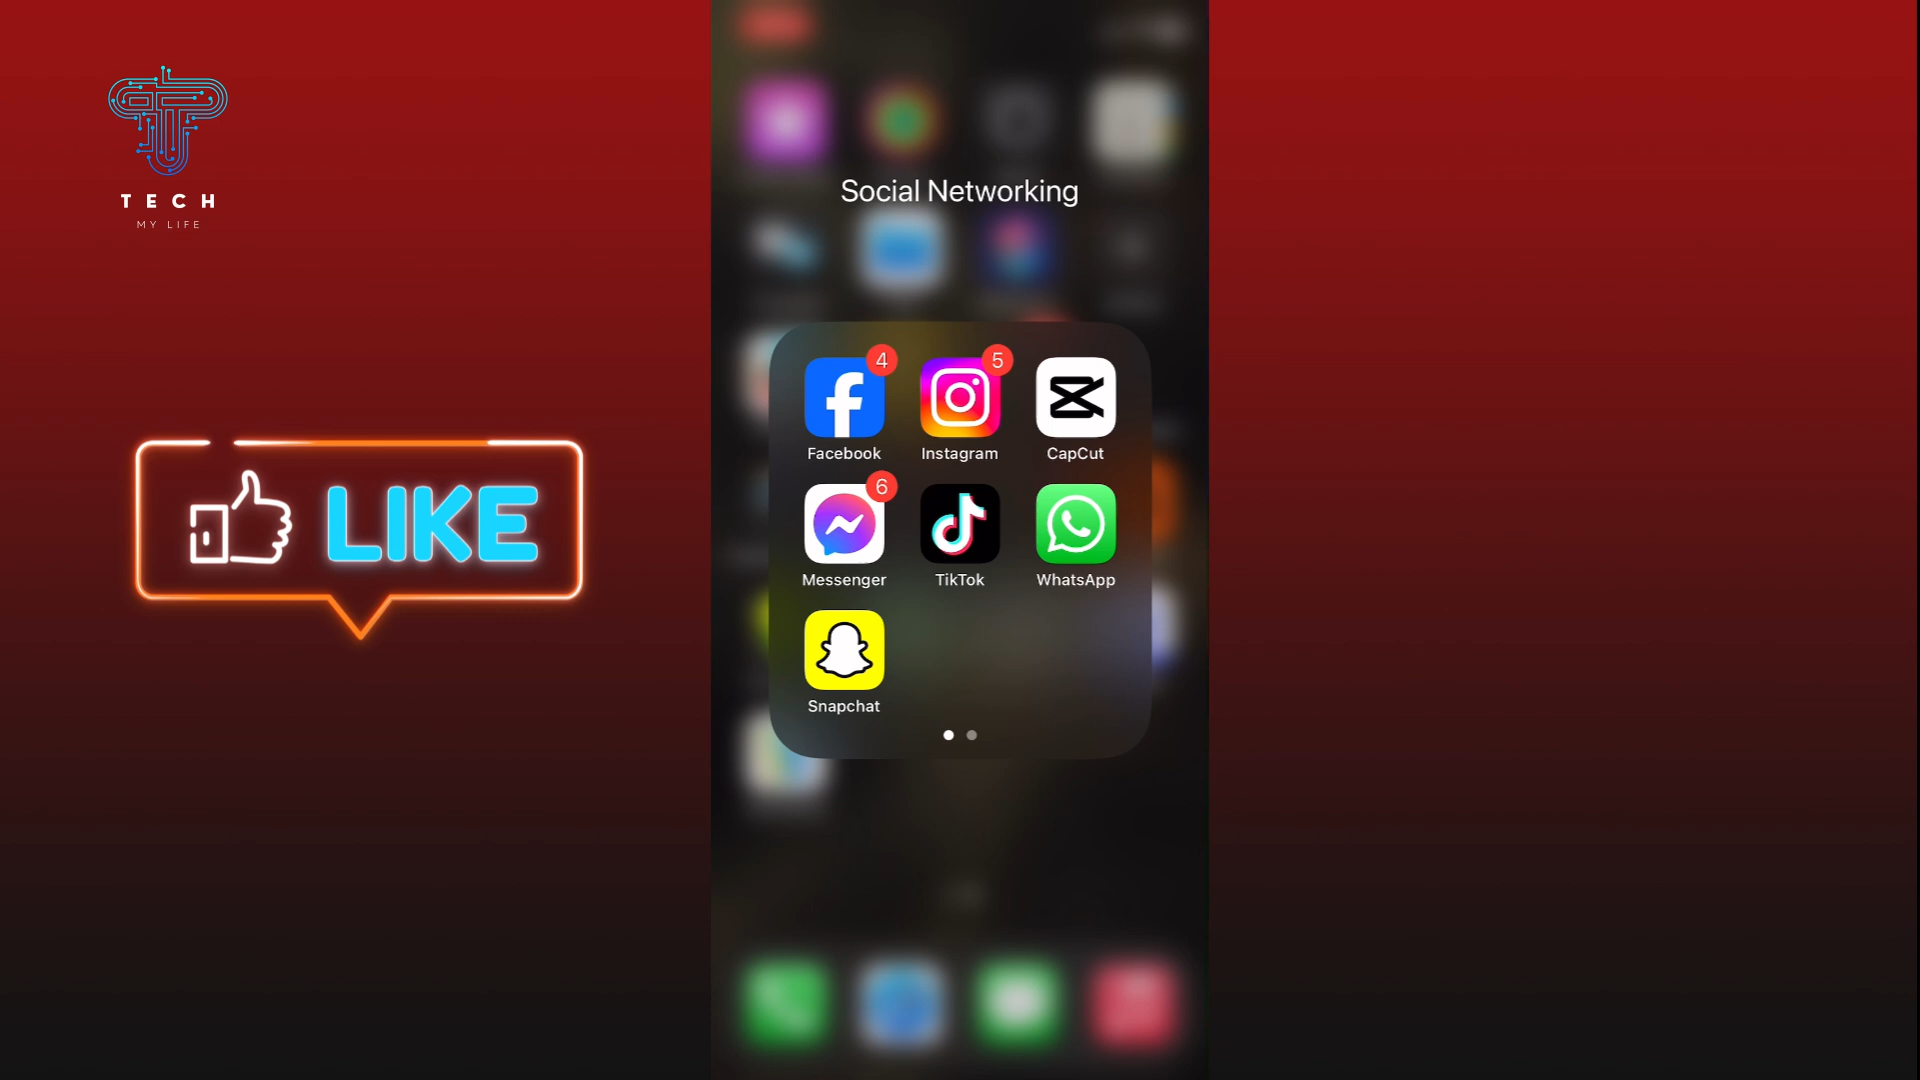 TECH
MY LIFE
LIKE
Social Networking
4
5
Facebook
Instagram
CapCut
6
Messenger
TikTok
WhatsApp
Snapchat